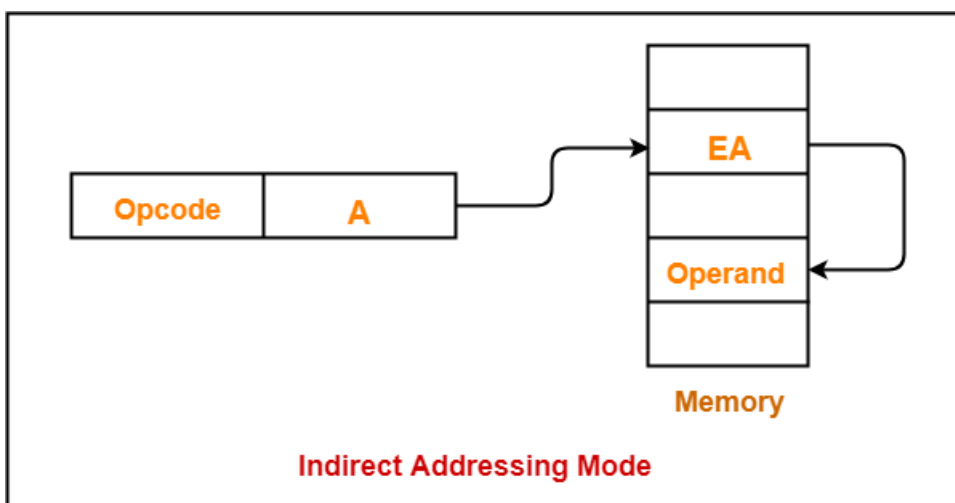 EA
Opcode A
Operand
Memory
Indirect Addressing Mode